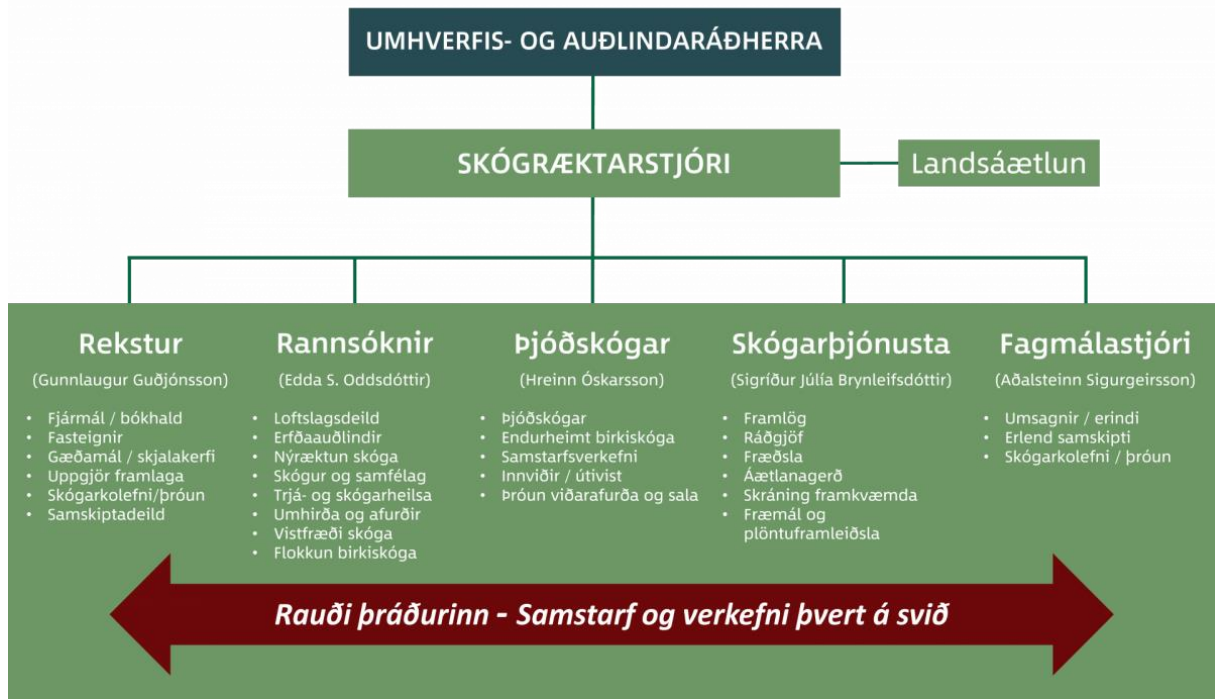 UMHVERFIS- OG AUÐLINDARÁÐHERRA
SKÓGRÆKTARSTJÓRI
Landsáætlun
Rekstur
(Gunnlaugur Guðjónsson)
• Fjármál / bókhald
• Fasteignir
• Gæðamál / skjalakerfi
• Uppgjör framlaga
• Skógarkolefni/þróun
• Samskiptadeild
Rannsóknir
(Edda S. Oddsdóttir)
• Loftslagsdeild
• Erfðaauðlindir
• Nýræktun skóga
• Skógur og samfélag
• Trjá- og skógarheilsa
• Umhirða og afurðir
• Vistfræði skóga
• Flokkun birkiskóga
Þjóðskógar
(Hreinn Óskarsson)
• Þjóðskógar
• Endurheimt birkiskóga
• Samstarfsverkefni
• Innviðir / útivist
• Þróun viðarafurða og sala
Skógarþjónusta
(Sigríður Júlía Brynleifsdóttir)
• Framlög
• Ráðgjöf
• Fræðsla
• Áætlanagerð
• Skráning framkvæmda
• Fræmál og
plöntuframleiðsla
Fagmálastjóri
(Aðalsteinn Sigurgeirsson)
• Umsagnir / erindi
• Erlend samskipti
• Skógarkolefni / þróun
Rauði þráðurinn - Samstarf og verkefni þvert á svið